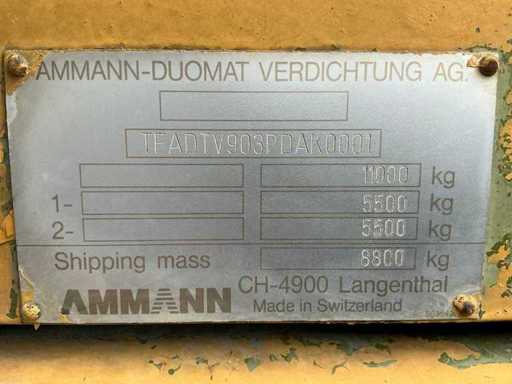 AMMANN-DUOMAT VERDICHTUNG AG.
TFADTV903PDAK0001
11000 kg
1- 5500 kg
2- 5500 kg
Shipping mass 8800 kg
AMMANN CH-4900 Langenthal
Made in Switzerland